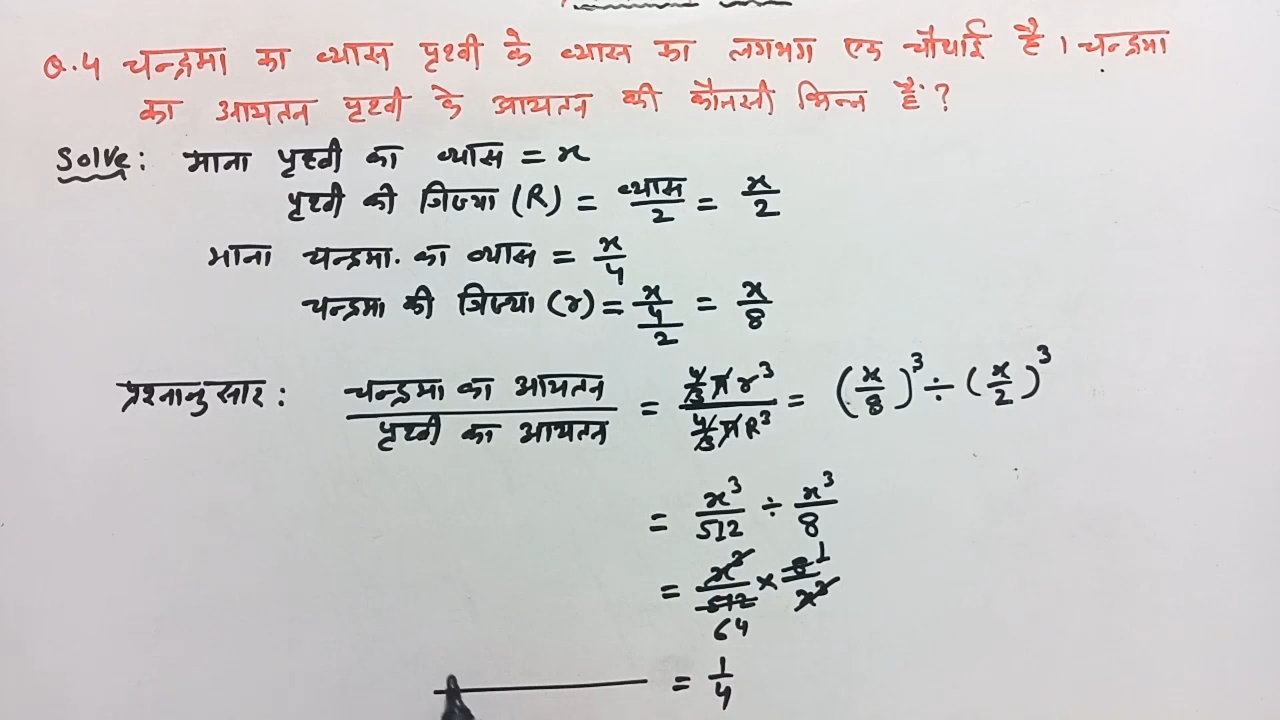 Q.4 चन्द्रमा का व्यास पृथ्वी के व्यास का लगभग एक चौथाई है। चन्द्रमा
का आयतन पृथ्वी के आयतन की कौनसी भिन्न है?
Solve: माना पृथ्वी का व्यास = x
पृथ्वी की त्रिज्या (R) = व्यास/2 = x/2
माना चन्द्रमा का व्यास = x/4
चन्द्रमा की त्रिज्या (r) = x/4/2 = x/8
प्रश्नानुसार: चन्द्रमा का आयतन/पृथ्वी का आयतन = 4/3 π r³/4/3 π R³ = (x/8)³ ÷ (x/2)³
= x³/512 ÷ x³/8
= x³/512 × 8/x³ 1
64
= 1/4